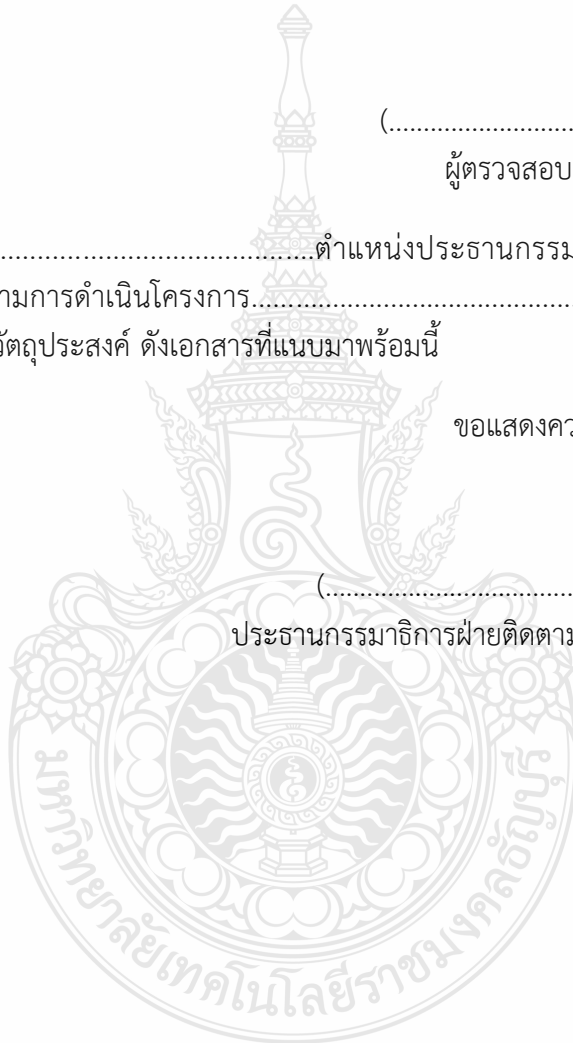 (............................
ผู้ตรวจสอบ
................................................ตำแหน่งประธานกรรม
ามการดำเนินโครงการ................................................
วัตถุประสงค์ ดังเอกสารที่แนบมาพร้อมนี้
ขอแสดงคว
(....................................
ประธานกรรมาธิการฝ่ายติดตาม
มหาวิทยาลัยเทคโนโลยีราชมงคลธัญบุรี